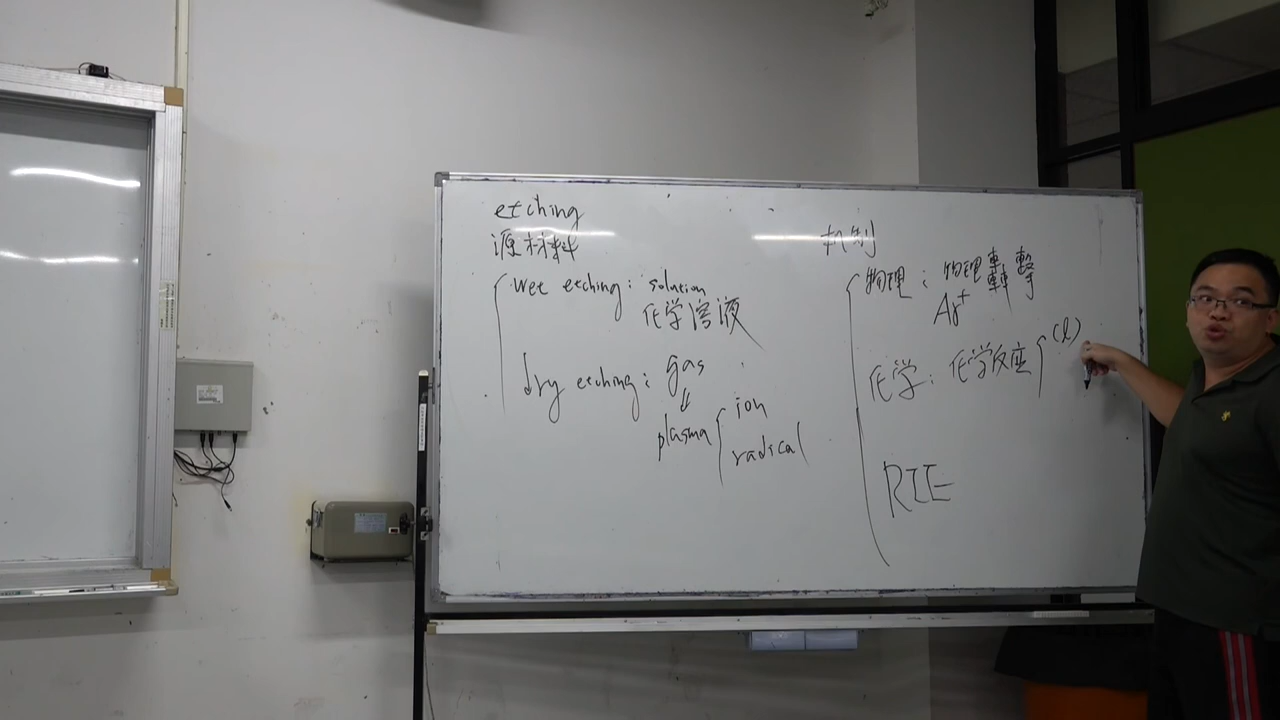 etching
源材料
wet etching: solution
化学溶液
dry etching: gas
⇓
plasma { ion
radical
机制
物理: 物理轟擊
Ar⁺
化学: 化学反应 { (l)
RIE